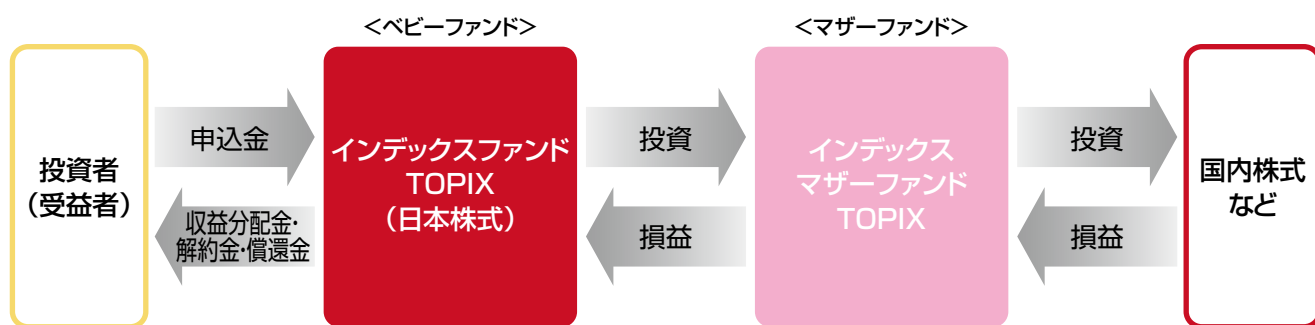 ＜ベビーファンド＞
＜マザーファンド＞
投資者
（受益者）
申込金
収益分配金・
解約金・償還金
インデックスファンド
TOPIX
（日本株式）
投資
損益
インデックス
マザーファンド
TOPIX
投資
損益
国内株式
など